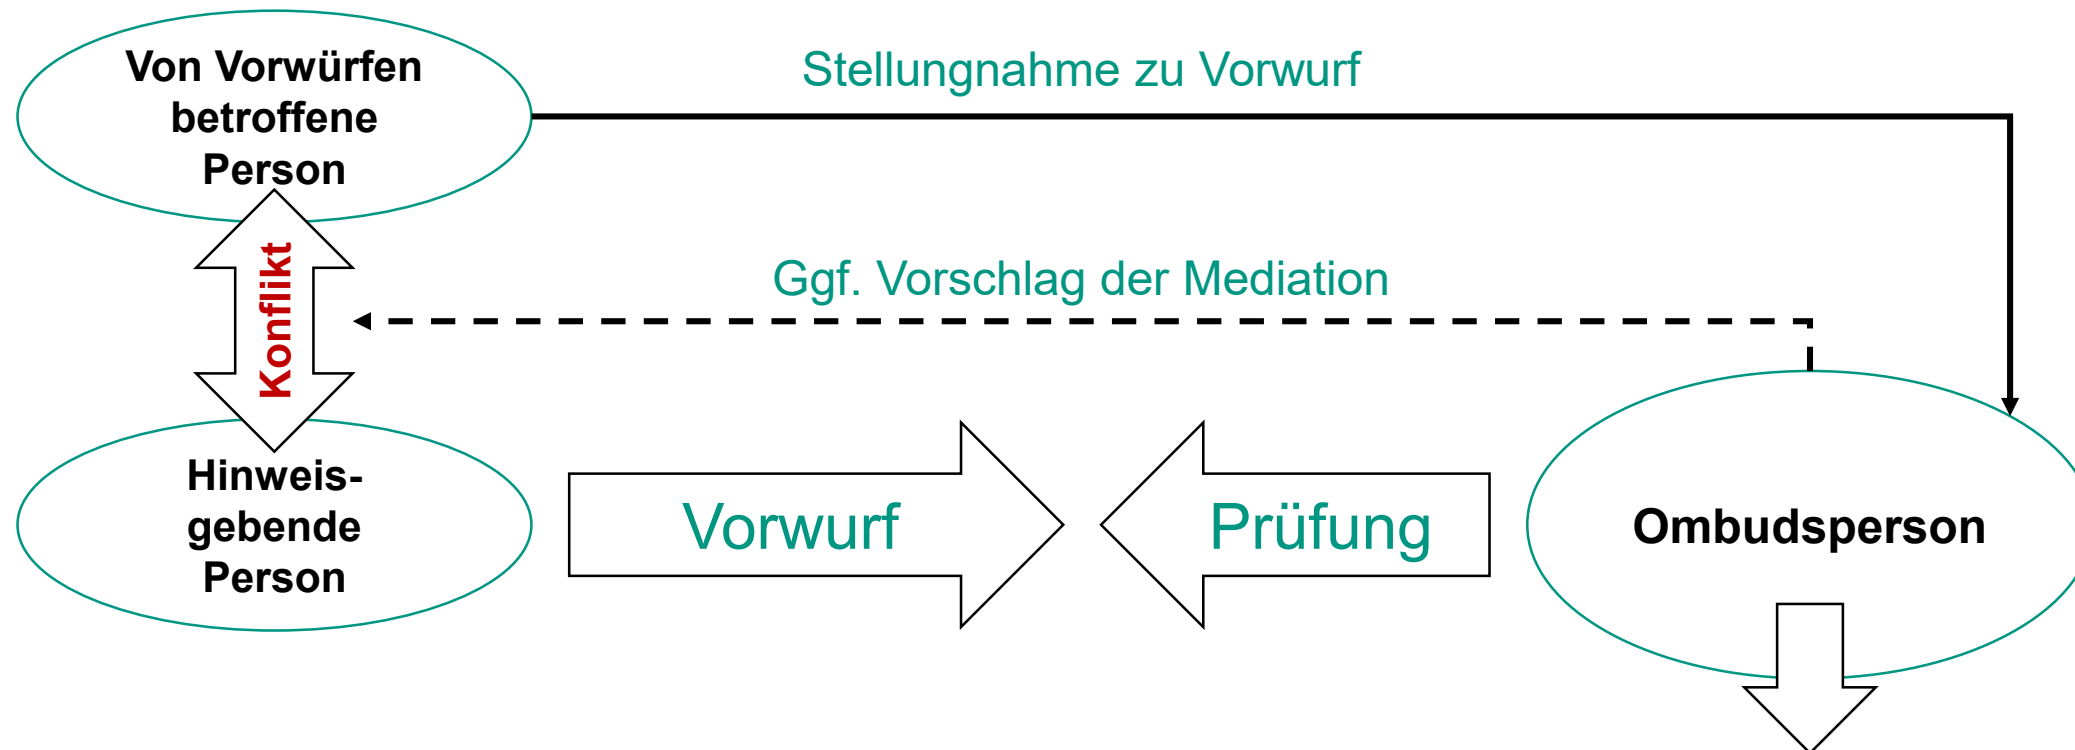 Von Vorwürfen
betroffene
Person
Stellungnahme zu Vorwurf
Konflikt
Ggf. Vorschlag der Mediation
Hinweis-
gebende
Person
Vorwurf
Prüfung
Ombudsperson